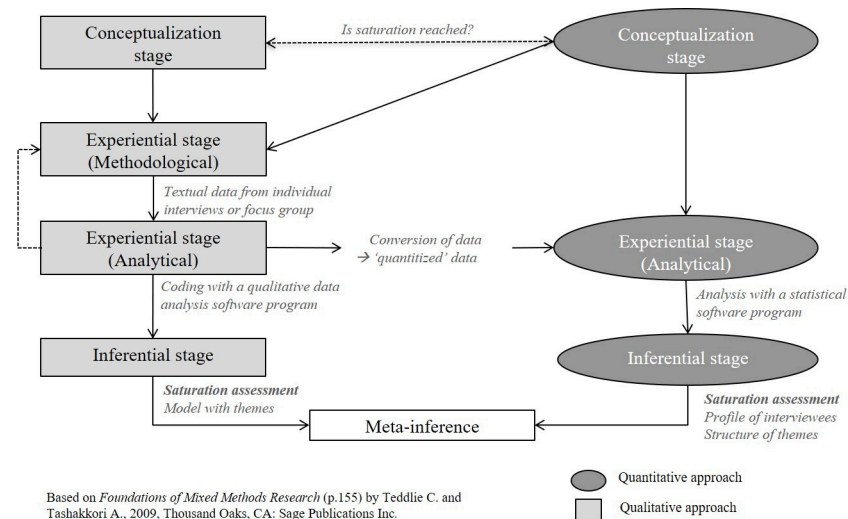 Conceptualization
stage
Is saturation reached?
Conceptualization
stage
Experiential stage
(Methodological)
Textual data from individual
interviews or focus group
Experiential stage
(Analytical)
Conversion of data
→ ‘quantitized’ data
Experiential stage
(Analytical)
Coding with a qualitative data
analysis software program
Analysis with a statistical
software program
Inferential stage
Inferential stage
Saturation assessment
Model with themes
Meta-inference
Saturation assessment
Profile of interviewees
Structure of themes
Quantitative approach
Qualitative approach
Based on Foundations of Mixed Methods Research (p.155) by Teddlie C. and
Tashakkori A., 2009, Thousand Oaks, CA: Sage Publications Inc.